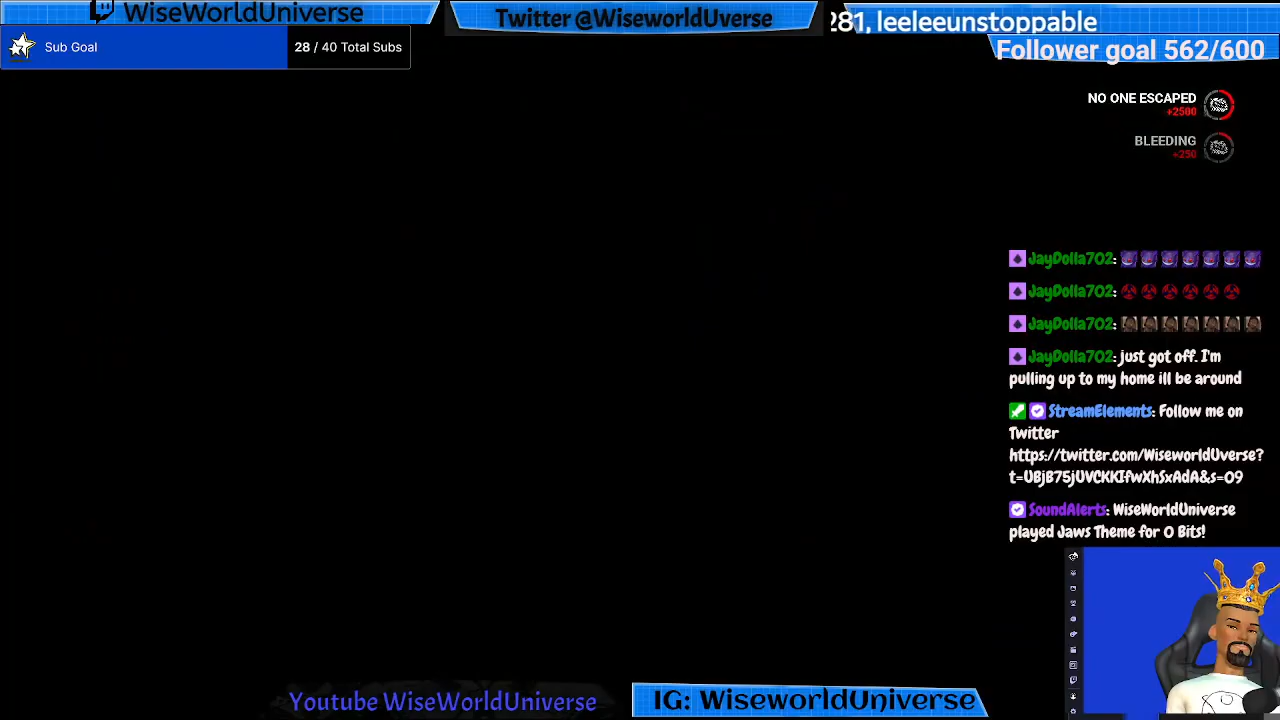 WiseWorldUniverse
Twitter @WiseworldUverse
281, leeleeunstoppable
Sub Goal
28 / 40 Total Subs
Follower goal 562/600
NO ONE ESCAPED
+2500
BLEEDING
+250
JayDolla702:
JayDolla702:
JayDolla702:
JayDolla702: just got off. I'm
pulling up to my home ill be around
StreamElements: Follow me on
Twitter
https://twitter.com/WiseworldUverse?
t=UBjB75jUVCKKIfwXhSxAdA&s=09
SoundAlerts: WiseWorldUniverse
played Jaws Theme for 0 Bits!
Youtube WiseWorldUniverse
IG: WiseworldUniverse